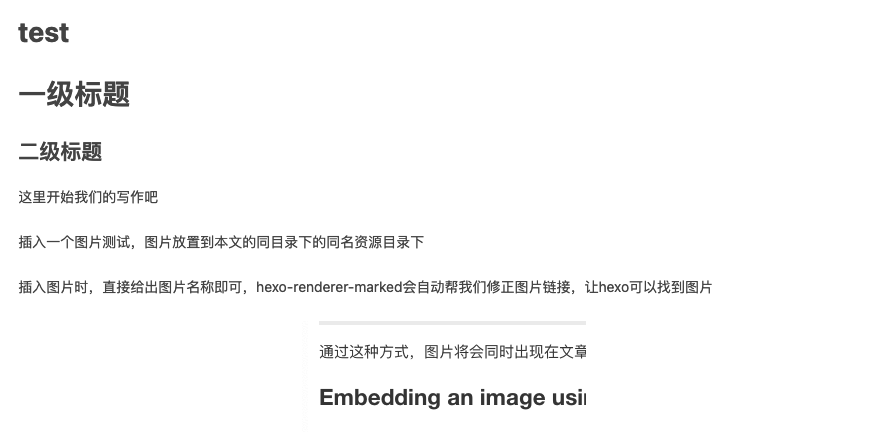 test
一级标题
二级标题
这里开始我们的写作吧
插入一个图片测试，图片放置到本文的同目录下的同名资源目录下
插入图片时，直接给出图片名称即可，hexo-renderer-marked会自动帮我们修正图片链接，让hexo可以找到图片
通过这种方式，图片将会同时出现在文章
Embedding an image usi